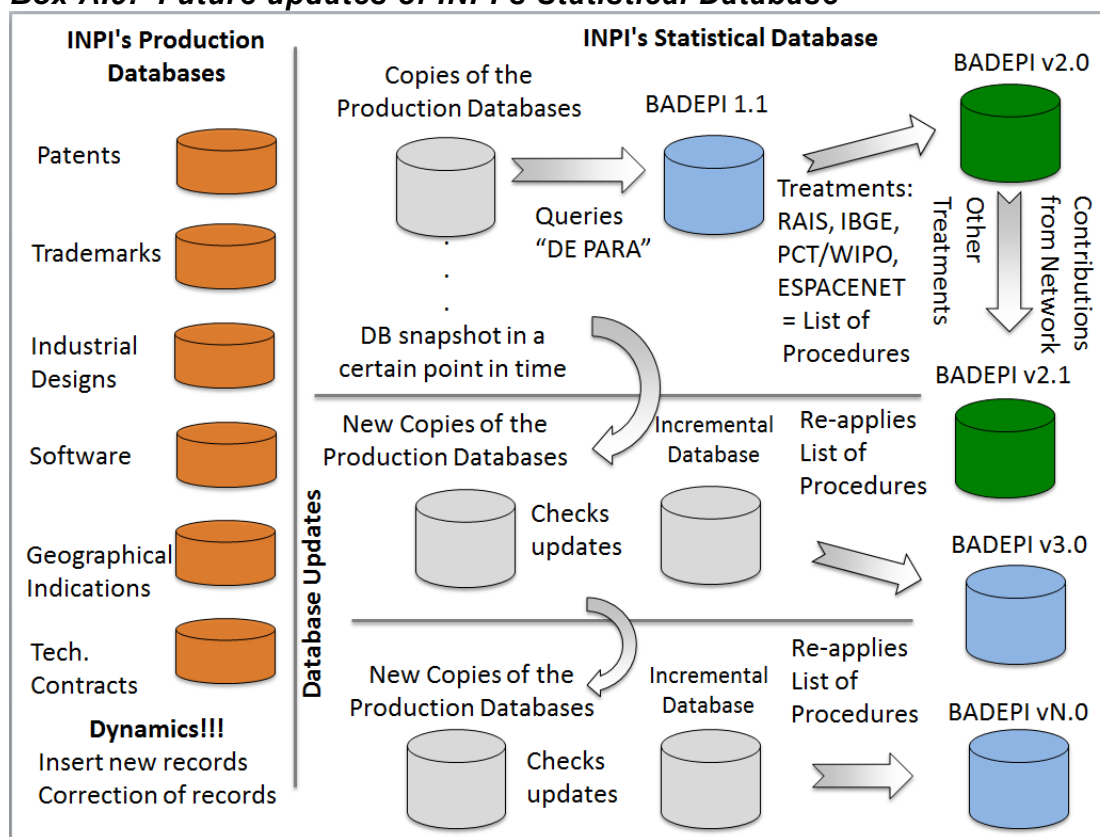 INPI's Production
Databases
Patents
Trademarks
Industrial
Designs
Software
Geographical
Indications
Tech.
Contracts
Dynamics!!!
Insert new records
Correction of records
INPI's Statistical Database
Copies of the
Production Databases
BADEPI 1.1
BADEPI v2.0
Queries
“DE PARA”
Treatments:
RAIS, IBGE,
PCT/WIPO,
ESPACENET
= List of
Procedures
Other
Treatments
Contributions
from Network
.
.
.
DB snapshot in a
certain point in time
BADEPI v2.1
Database Updates
New Copies of the
Production Databases
Checks
updates
Incremental
Database
Re-applies
List of
Procedures
BADEPI v3.0
New Copies of the
Production Databases
Checks
updates
Incremental
Database
Re-applies
List of
Procedures
BADEPI vN.0